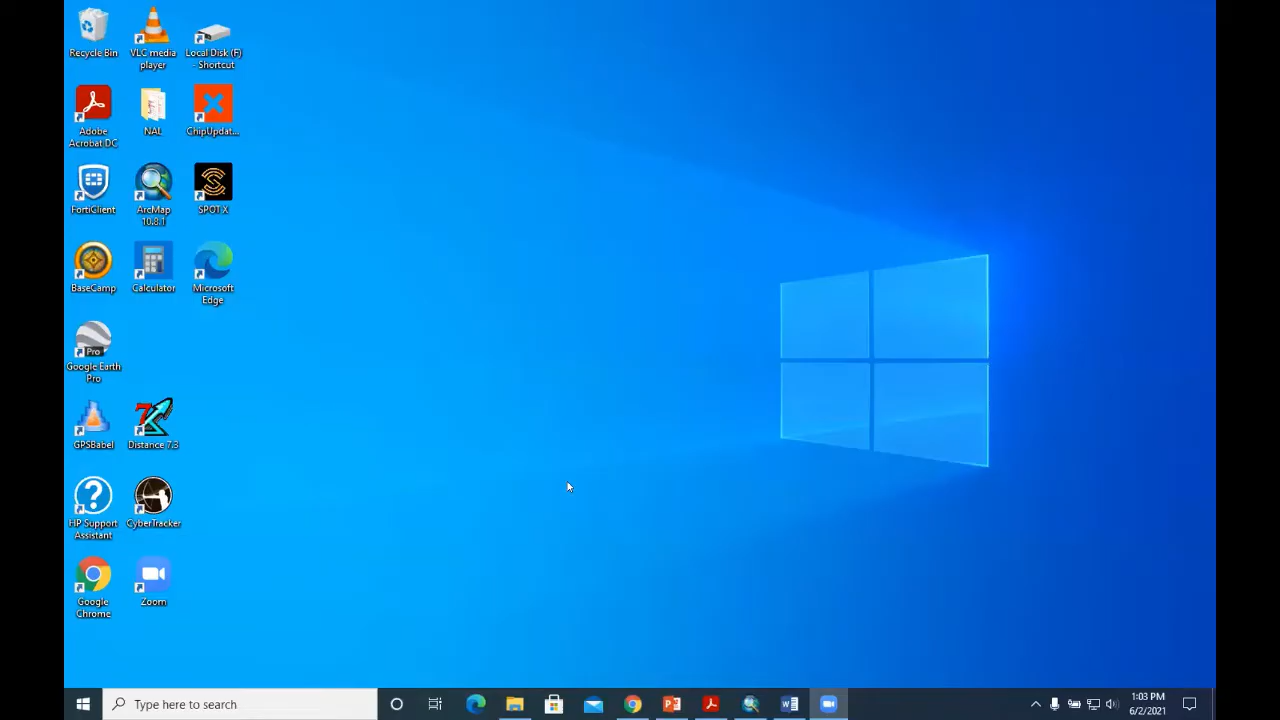 Recycle Bin
VLC media
player
Local Disk (F)
- Shortcut
Adobe
Acrobat DC
NAL
ChipUpdat...
FortiClient
ArcMap
10.8.1
SPOT X
BaseCamp
Calculator
Microsoft
Edge
Pro
Google Earth
Pro
GPSBabel
7
Distance 7.3
HP Support
Assistant
CyberTracker
Google
Chrome
Zoom
Type here to search
1:03 PM
6/2/2021